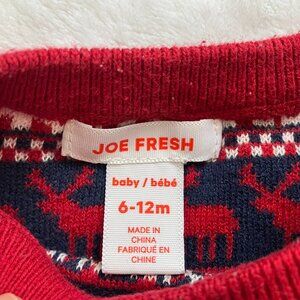 JOE FRESH
baby / bébé
6-12m
MADE IN
CHINA
FABRIQUÉ EN
CHINE